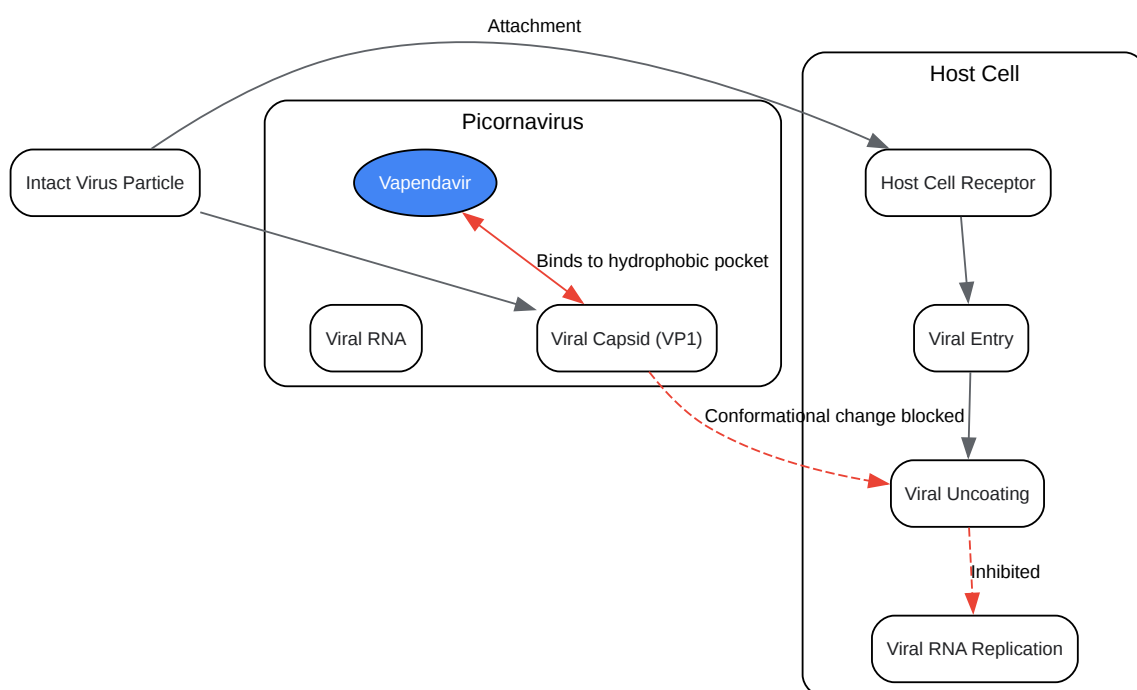 Attachment
Host Cell
Picornavirus
Intact Virus Particle
Vapendavir
Host Cell Receptor
Binds to hydrophobic pocket
Viral RNA
Viral Capsid (VP1)
Viral Entry
Conformational change blocked
Viral Uncoating
Inhibited
Viral RNA Replication